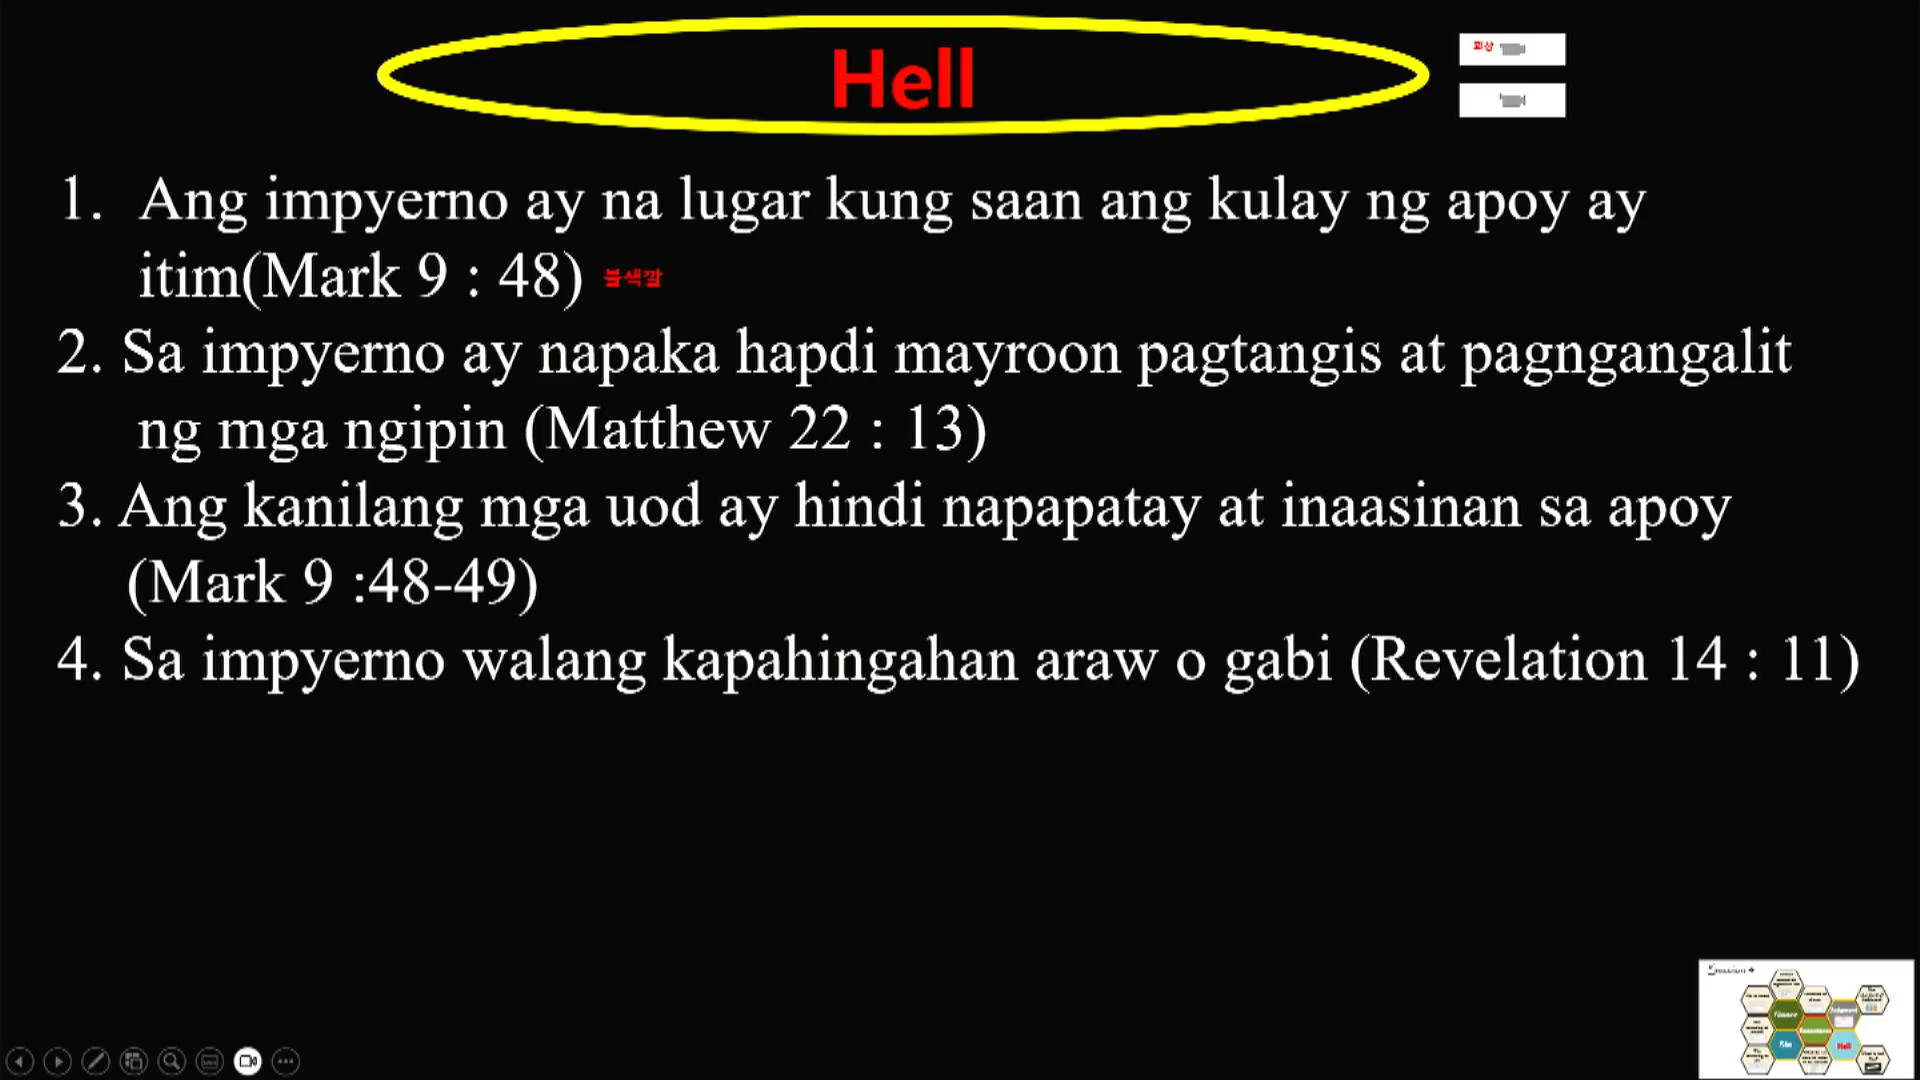 Hell
화상
1. Ang impyerno ay na lugar kung saan ang kulay ng apoy ay
itim(Mark 9 : 48) 불색깔
2. Sa impyerno ay napaka hapdi mayroon pagtangis at pagngangalit
ng mga ngipin (Matthew 22 : 13)
3. Ang kanilang mga uod ay hindi napapatay at inaasinan sa apoy
(Mark 9 :48-49)
4. Sa impyerno walang kapahingahan araw o gabi (Revelation 14 : 11)
Hell